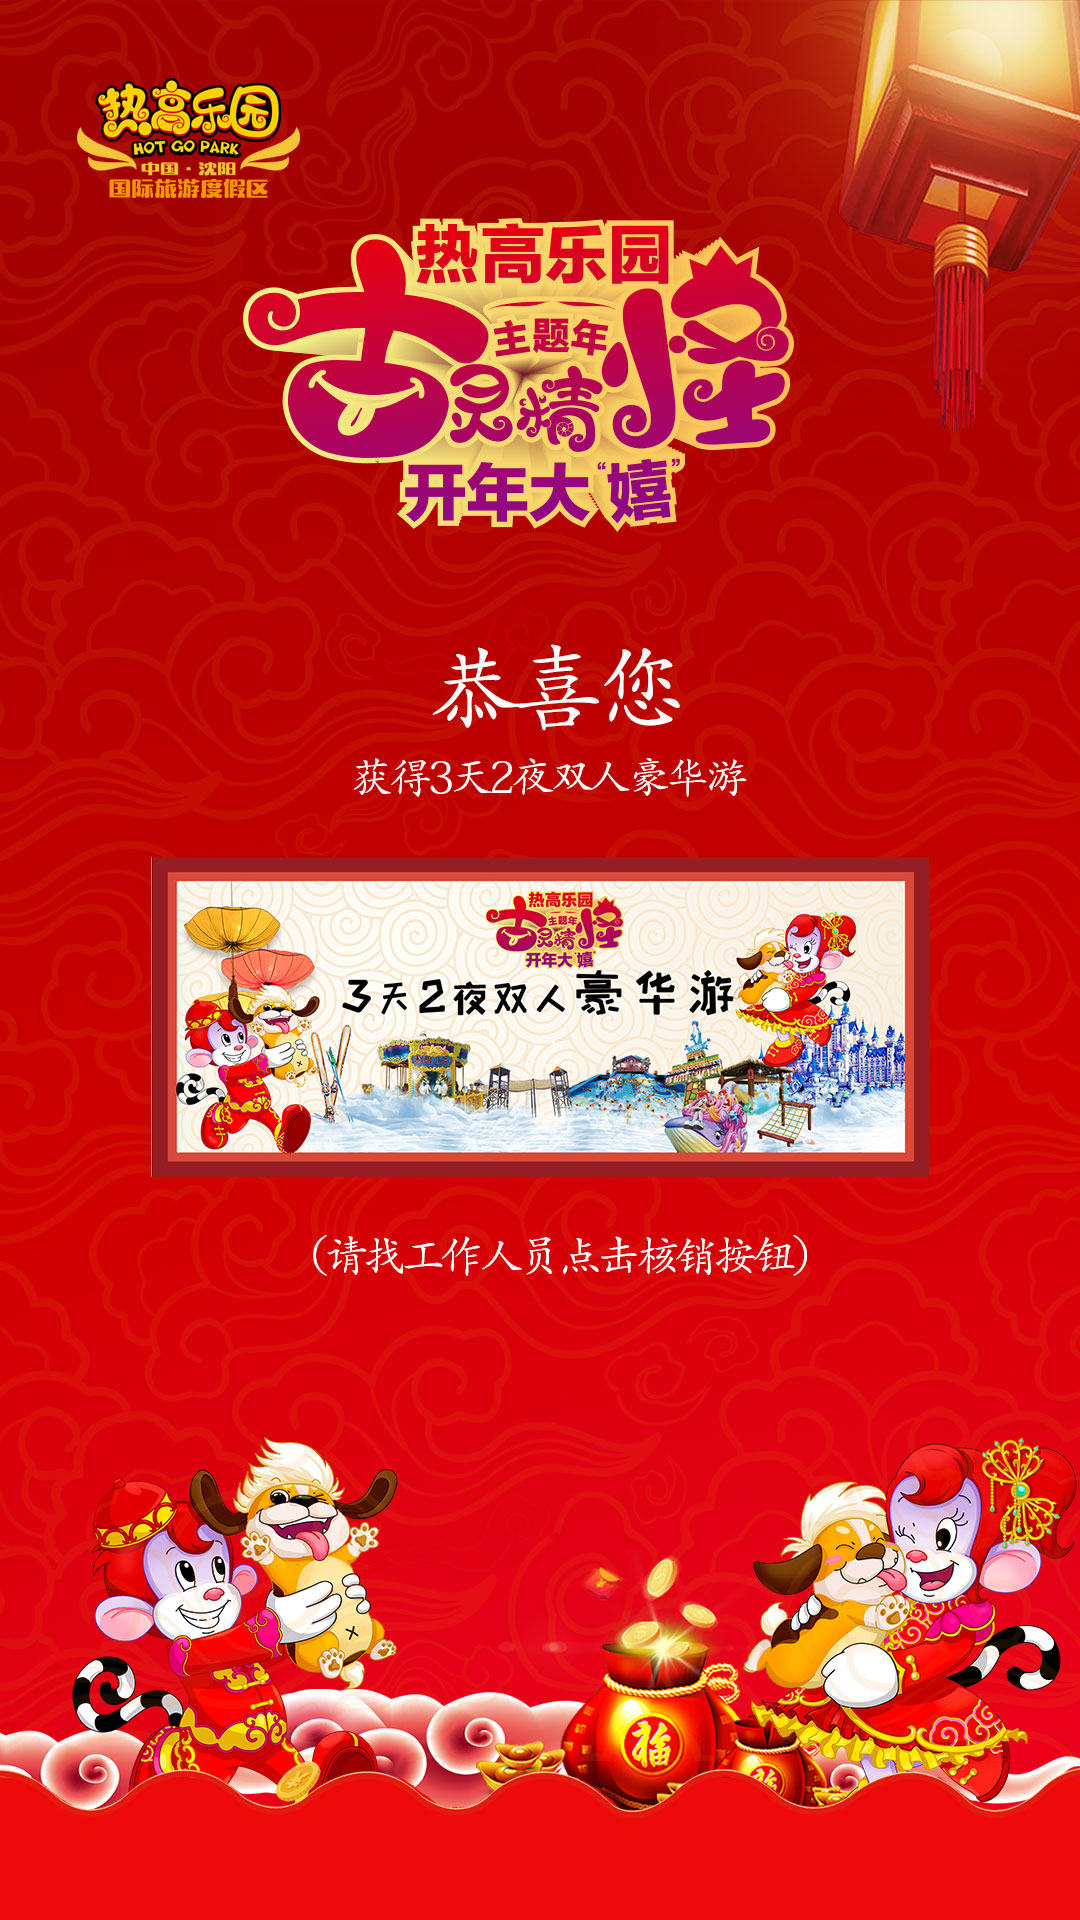 热高乐园
HOT GO PARK
中国·沈阳
国际旅游度假区
热高乐园
主题年
古灵精怪
开年大“嬉”
恭喜您
获得3天2夜双人豪华游
热高乐园
主题年
古灵精怪
开年大“嬉”
3天2夜双人豪华游
(请找工作人员点击核销按钮)
福
福